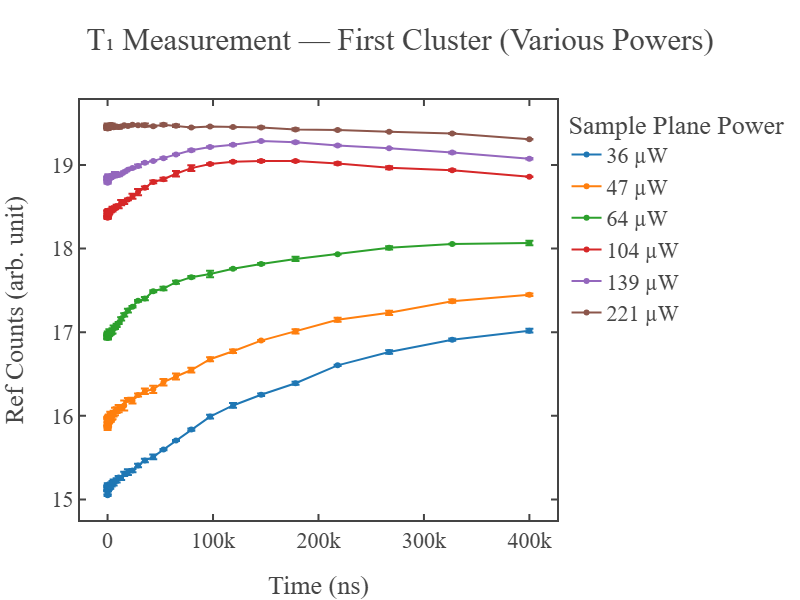 T₁ Measurement — First Cluster (Various Powers)
Sample Plane Power
36 µW
47 µW
64 µW
104 µW
139 µW
221 µW
Ref Counts (arb. unit)
19
18
17
16
15
0 100k 200k 300k 400k
Time (ns)